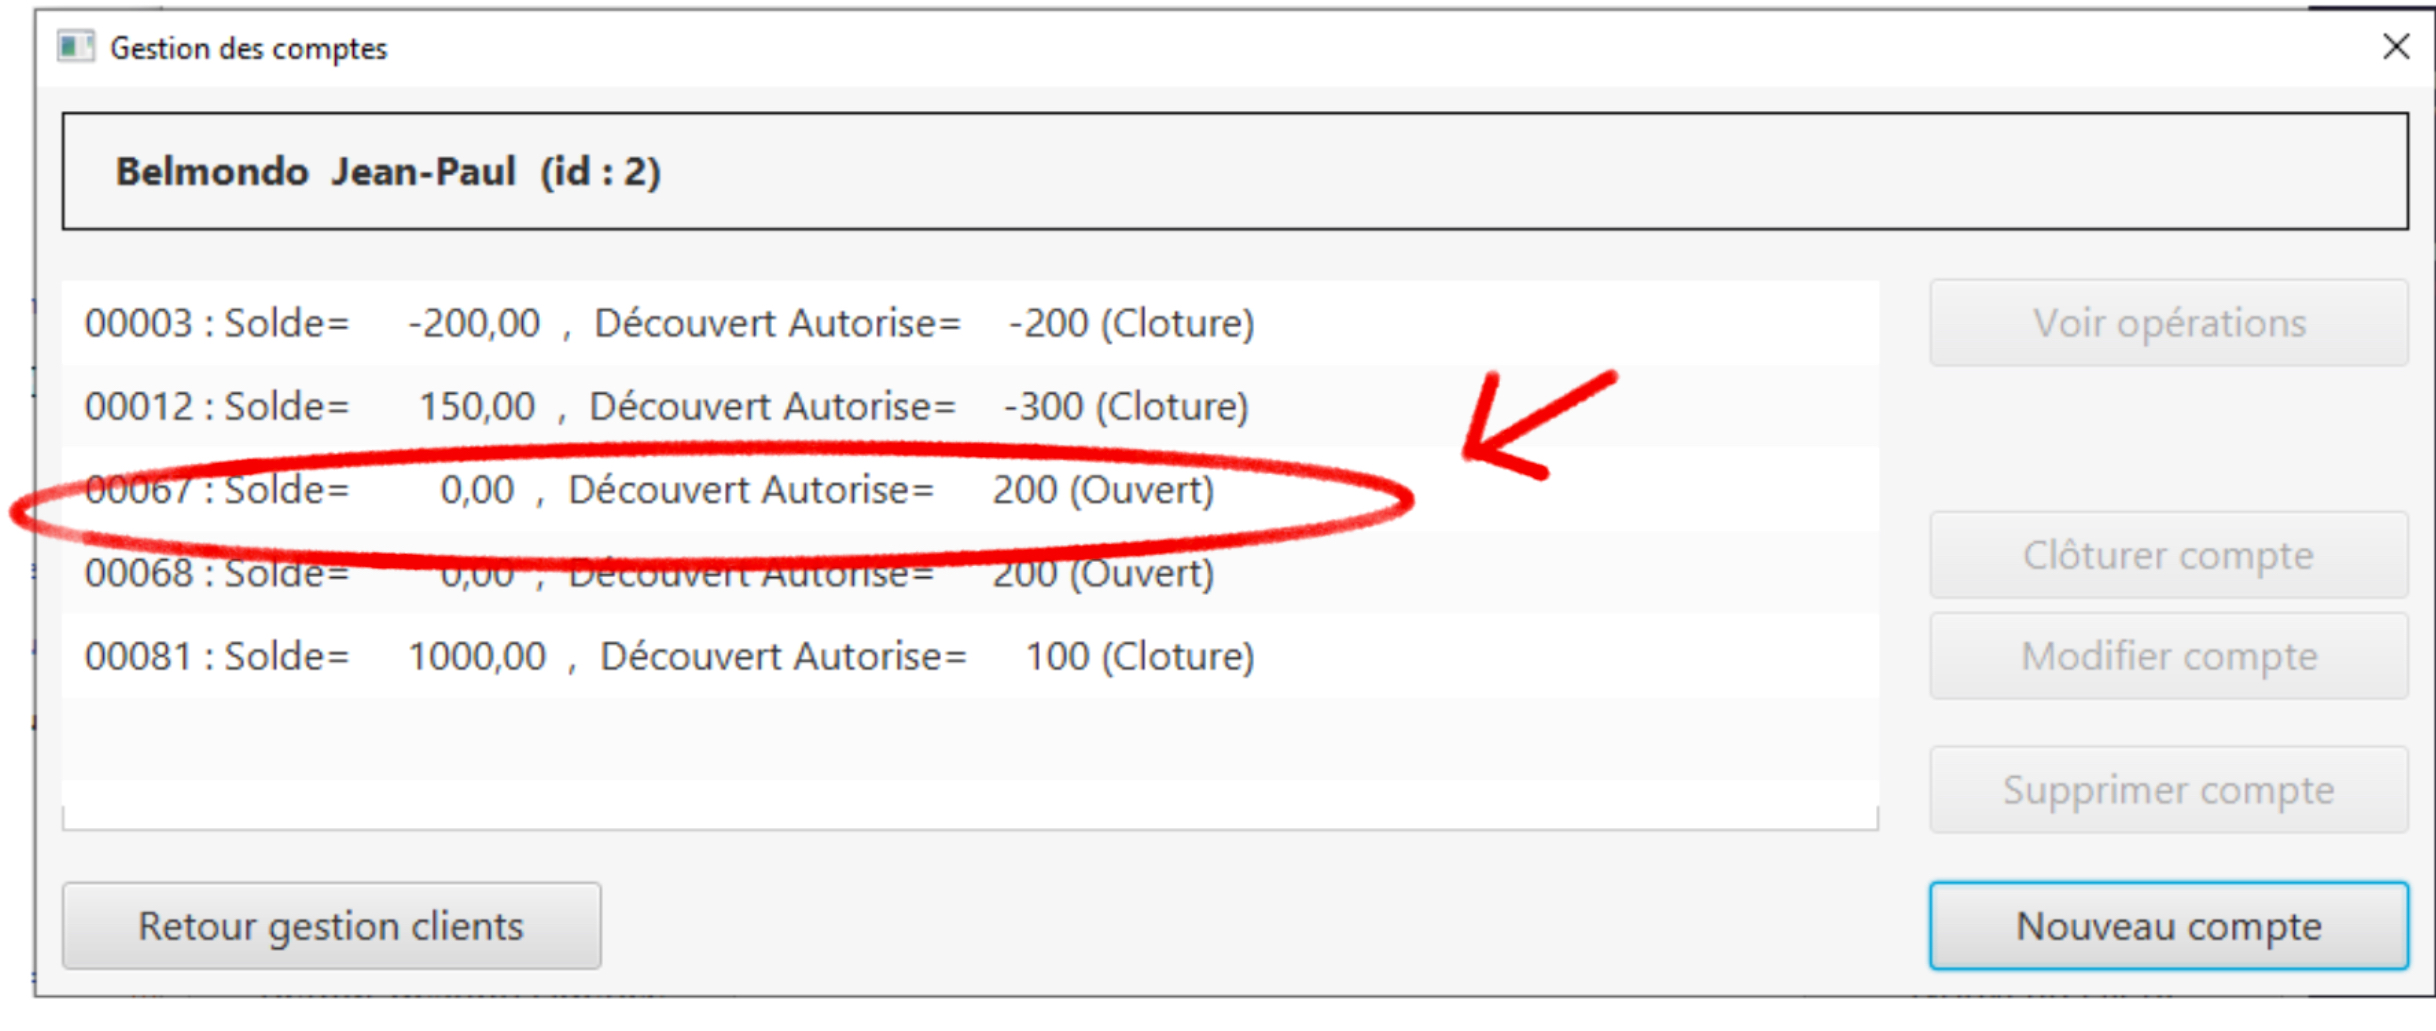 Gestion des comptes
Belmondo Jean-Paul (id : 2)
00003 : Solde= -200,00 , Découvert Autorise= -200 (Cloture)
00012 : Solde= 150,00 , Découvert Autorise= -300 (Cloture)
00067 : Solde= 0,00 , Découvert Autorise= 200 (Ouvert)
00068 : Solde= 0,00 , Découvert Autorise= 200 (Ouvert)
00081 : Solde= 1000,00 , Découvert Autorise= 100 (Cloture)
Voir opérations
Clôturer compte
Modifier compte
Supprimer compte
Retour gestion clients
Nouveau compte